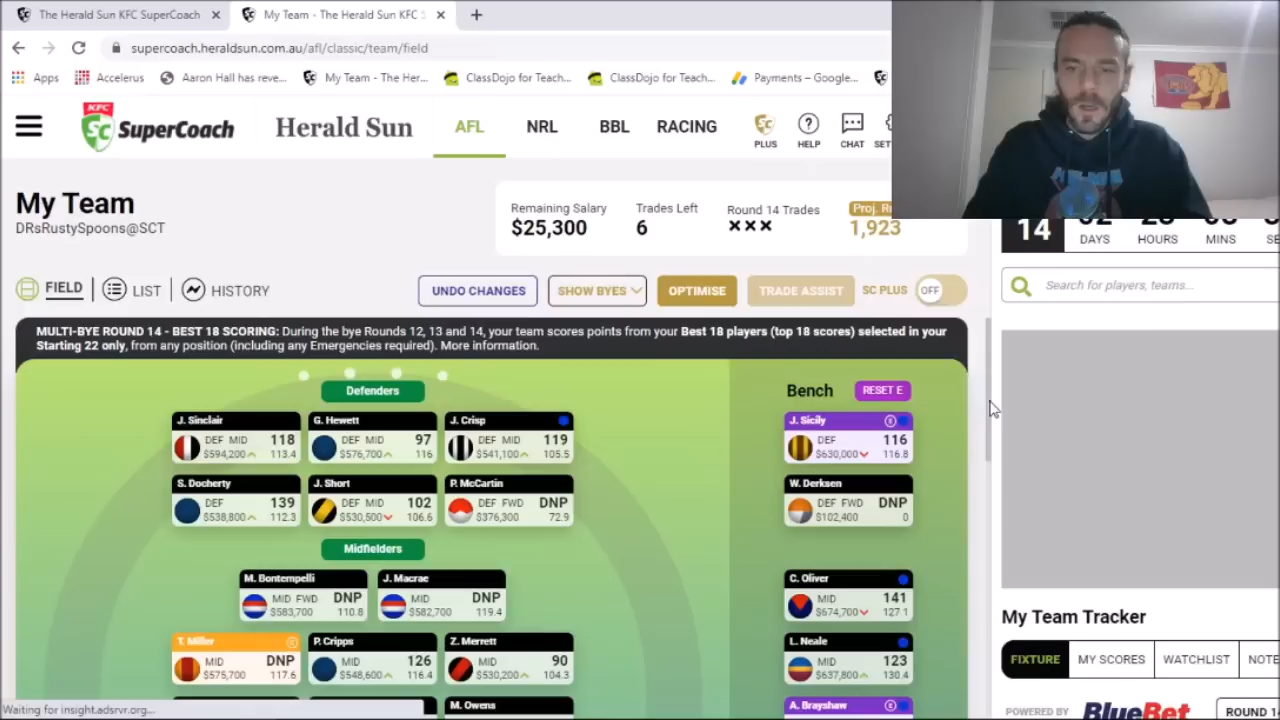 The Herald Sun KFC SuperCoach
My Team - The Herald Sun KFC
supercoach.heraldsun.com.au/afl/classic/team/field
Apps
Accelerus
Aaron Hall has reve...
My Team - The Her...
ClassDojo for Teach...
ClassDojo for Teach...
Payments – Google...
KFC
SC
SuperCoach
Herald Sun
AFL
NRL
BBL
RACING
PLUS
HELP
CHAT
My Team
DRsRustySpoons@SCT
Remaining Salary
$25,300
Trades Left
6
Round 14 Trades
×××
1,923
14
DAYS
HOURS
MINS
Search for players, teams...
FIELD
LIST
HISTORY
UNDO CHANGES
SHOW BYES
OPTIMISE
TRADE ASSIST
SC PLUS
OFF
MULTI-BYE ROUND 14 - BEST 18 SCORING: During the bye Rounds 12, 13 and 14, your team scores points from your Best 18 players (top 18 scores) selected in your
Starting 22 only, from any position (including any Emergencies required). More information.
Defenders
Bench
RESET E
J. Sinclair
DEF MID 118
$594,200 113.4
G. Hewett
DEF MID 97
$576,700 116
J. Crisp
DEF MID 119
$541,100 105.5
J. Sicily E
DEF 116
$630,000 116.8
S. Docherty
DEF 139
$538,800 112.3
J. Short
DEF MID 102
$530,500 106.6
P. McCartin
DEF FWD DNP
$376,300 72.9
W. Derksen
DEF FWD DNP
$102,400 0
Midfielders
M. Bontempelli
MID FWD DNP
$583,700 110.8
J. Macrae
MID DNP
$582,700 119.4
C. Oliver
MID 141
$674,700 127.1
T. Miller
MID DNP
$575,700 117.6
P. Cripps
MID 126
$548,600 116.4
Z. Merrett
MID 90
$530,200 104.3
L. Neale
MID 123
$637,800 130.4
M. Owens
A. Brayshaw E
My Team Tracker
FIXTURE
MY SCORES
WATCHLIST
POWERED BY
BlueBet
Waiting for insight.adsrvr.org...